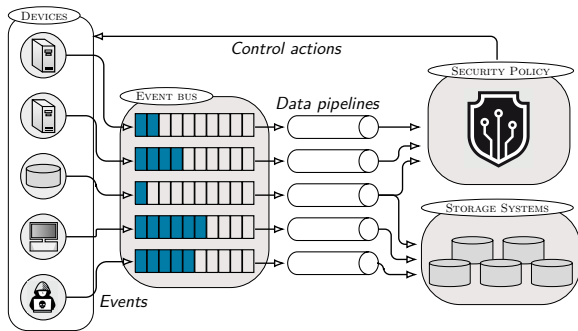 DEVICES
Control actions
SECURITY POLICY
EVENT BUS
Data pipelines
STORAGE SYSTEMS
Events